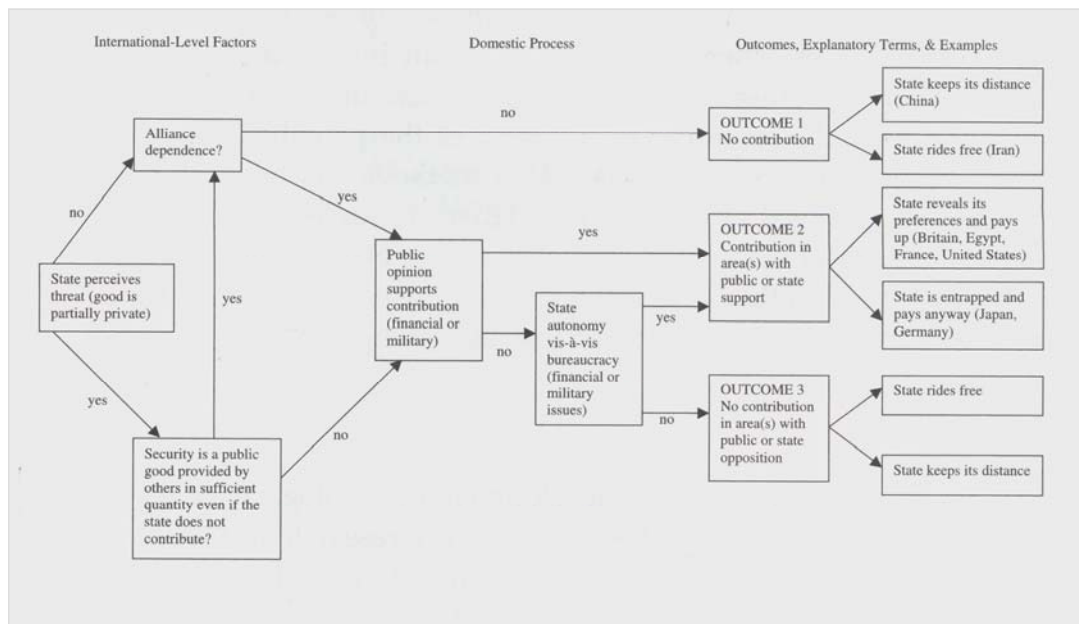 International-Level Factors
Domestic Process
Outcomes, Explanatory Terms, & Examples
State keeps its distance
(China)
no
Alliance
dependence?
OUTCOME 1
No contribution
State rides free (Iran)
yes
no
State reveals its
preferences and pays
up (Britain, Egypt,
France, United States)
yes
OUTCOME 2
Contribution in
area(s) with
public or state
support
Public
opinion
supports
contribution
(financial or
military)
State perceives
threat (good is
partially private)
yes
State is entrapped and
pays anyway (Japan,
Germany)
State
autonomy
vis-à-vis
bureaucracy
(financial or
military
issues)
yes
no
yes
no
OUTCOME 3
No contribution
in area(s) with
public or state
opposition
State rides free
no
Security is a public
good provided by
others in sufficient
quantity even if the
state does not
contribute?
State keeps its distance